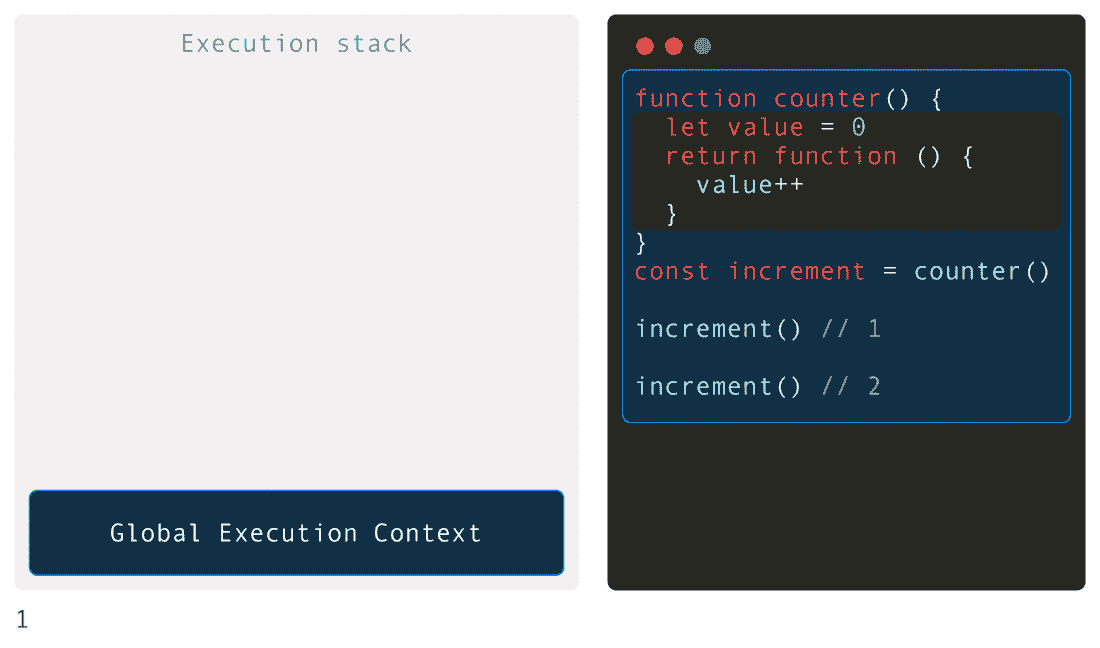 Execution stack
Global Execution Context
function counter() {
  let value = 0
  return function () {
    value++
  }
}
const increment = counter()
increment() // 1
increment() // 2
1